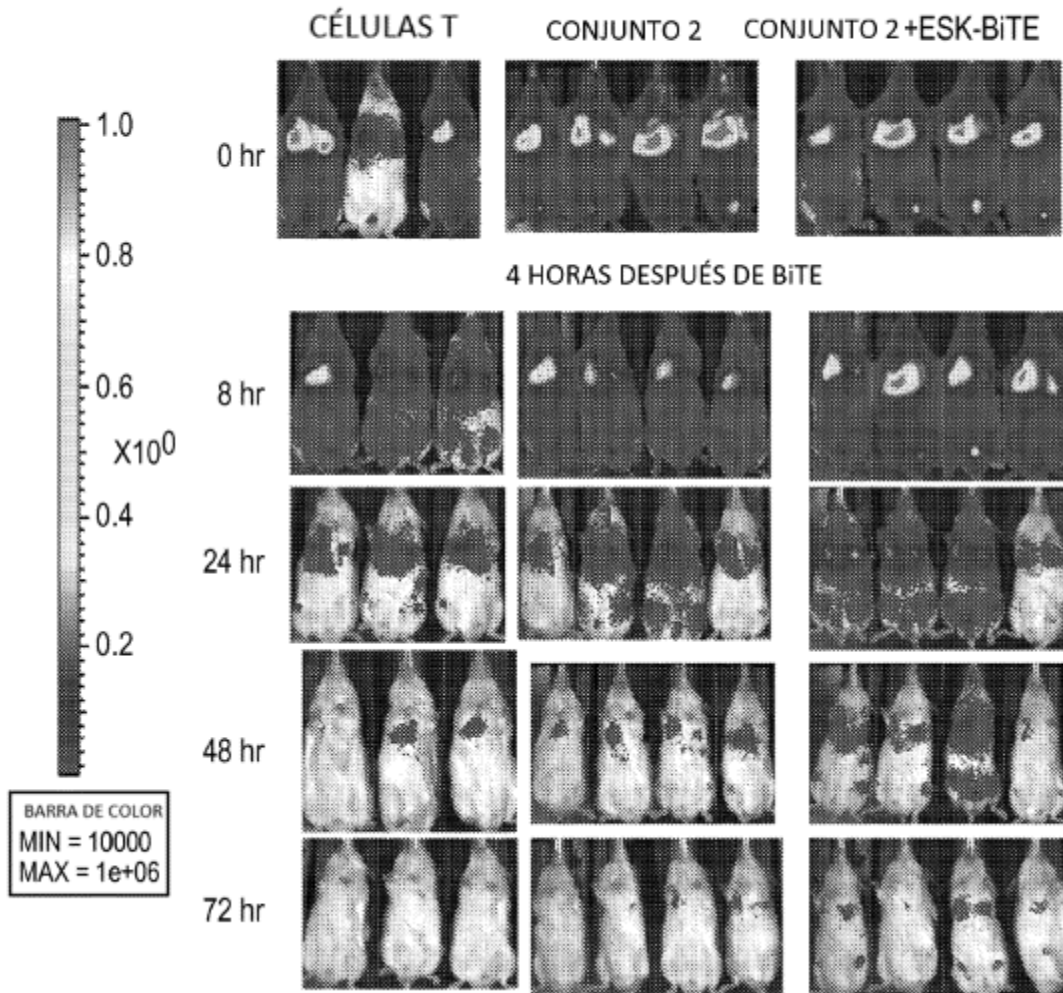 CÉLULAS T
CONJUNTO 2
CONJUNTO 2 +ESK-BiTE
0 hr
4 HORAS DESPUÉS DE BiTE
8 hr
24 hr
48 hr
72 hr
1.0
0.8
0.6
X10⁰
0.4
0.2
BARRA DE COLOR
MIN = 10000
MAX = 1e+06